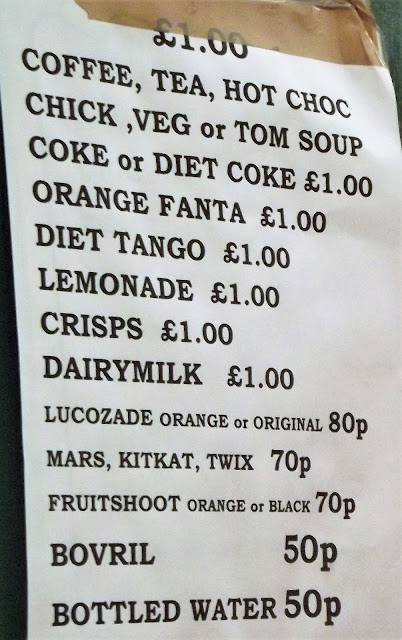 £1.00
COFFEE, TEA, HOT CHOC
CHICK ,VEG or TOM SOUP
COKE or DIET COKE £1.00
ORANGE FANTA £1.00
DIET TANGO £1.00
LEMONADE £1.00
CRISPS £1.00
DAIRYMILK £1.00
LUCOZADE ORANGE or ORIGINAL 80p
MARS, KITKAT, TWIX 70p
FRUITSHOOT ORANGE or BLACK 70p
BOVRIL 50p
BOTTLED WATER 50p